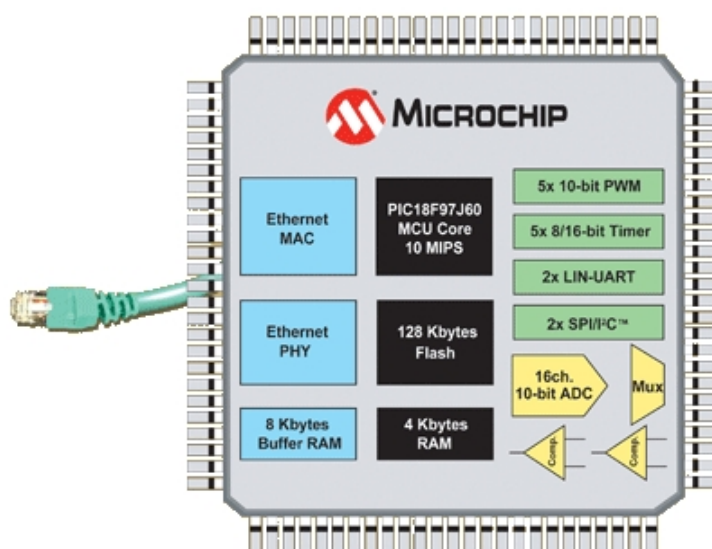 MICROCHIP
Ethernet
MAC
PIC18F97J60
MCU Core
10 MIPS
5x 10-bit PWM
5x 8/16-bit Timer
2x LIN-UART
2x SPI/I²C™
Ethernet
PHY
128 Kbytes
Flash
16ch.
10-bit ADC
Mux
8 Kbytes
Buffer RAM
4 Kbytes
RAM
Comp.
Comp.